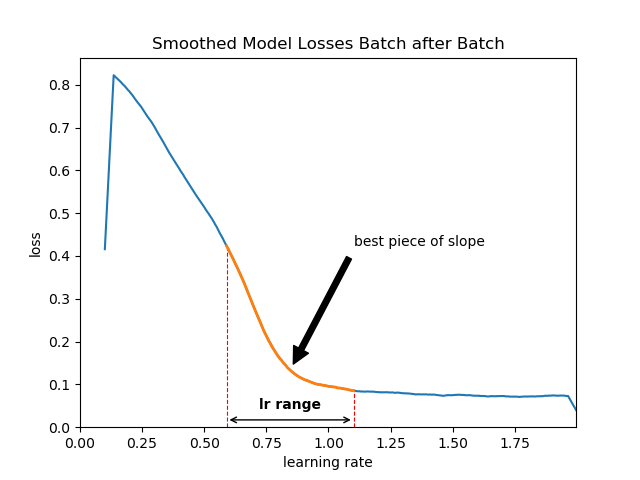 Smoothed Model Losses Batch after Batch
0.8
0.7
0.6
0.5
0.4
0.3
0.2
0.1
0.0
loss
best piece of slope
lr range
0.00 0.25 0.50 0.75 1.00 1.25 1.50 1.75
learning rate